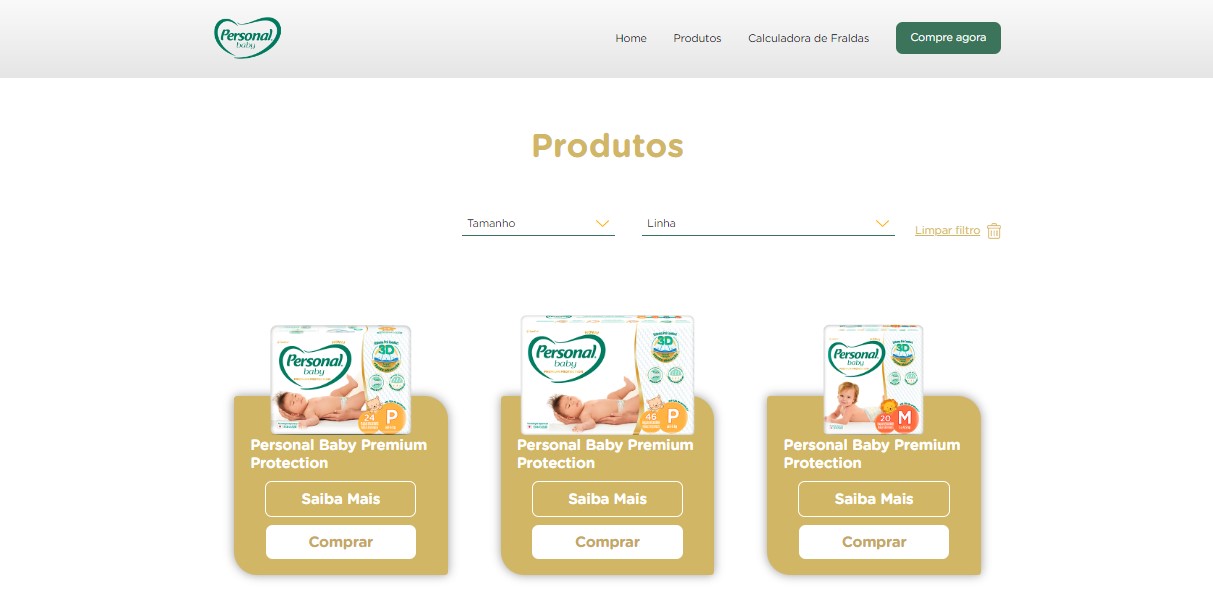 Personal
baby
Home
Produtos
Calculadora de Fraldas
Compre agora
Produtos
Tamanho
Linha
Limpar filtro
Personal
baby
3D
24
P
Personal Baby Premium
Protection
Saiba Mais
Comprar
Personal
baby
3D
46
P
Personal Baby Premium
Protection
Saiba Mais
Comprar
Personal
baby
3D
20
M
Personal Baby Premium
Protection
Saiba Mais
Comprar